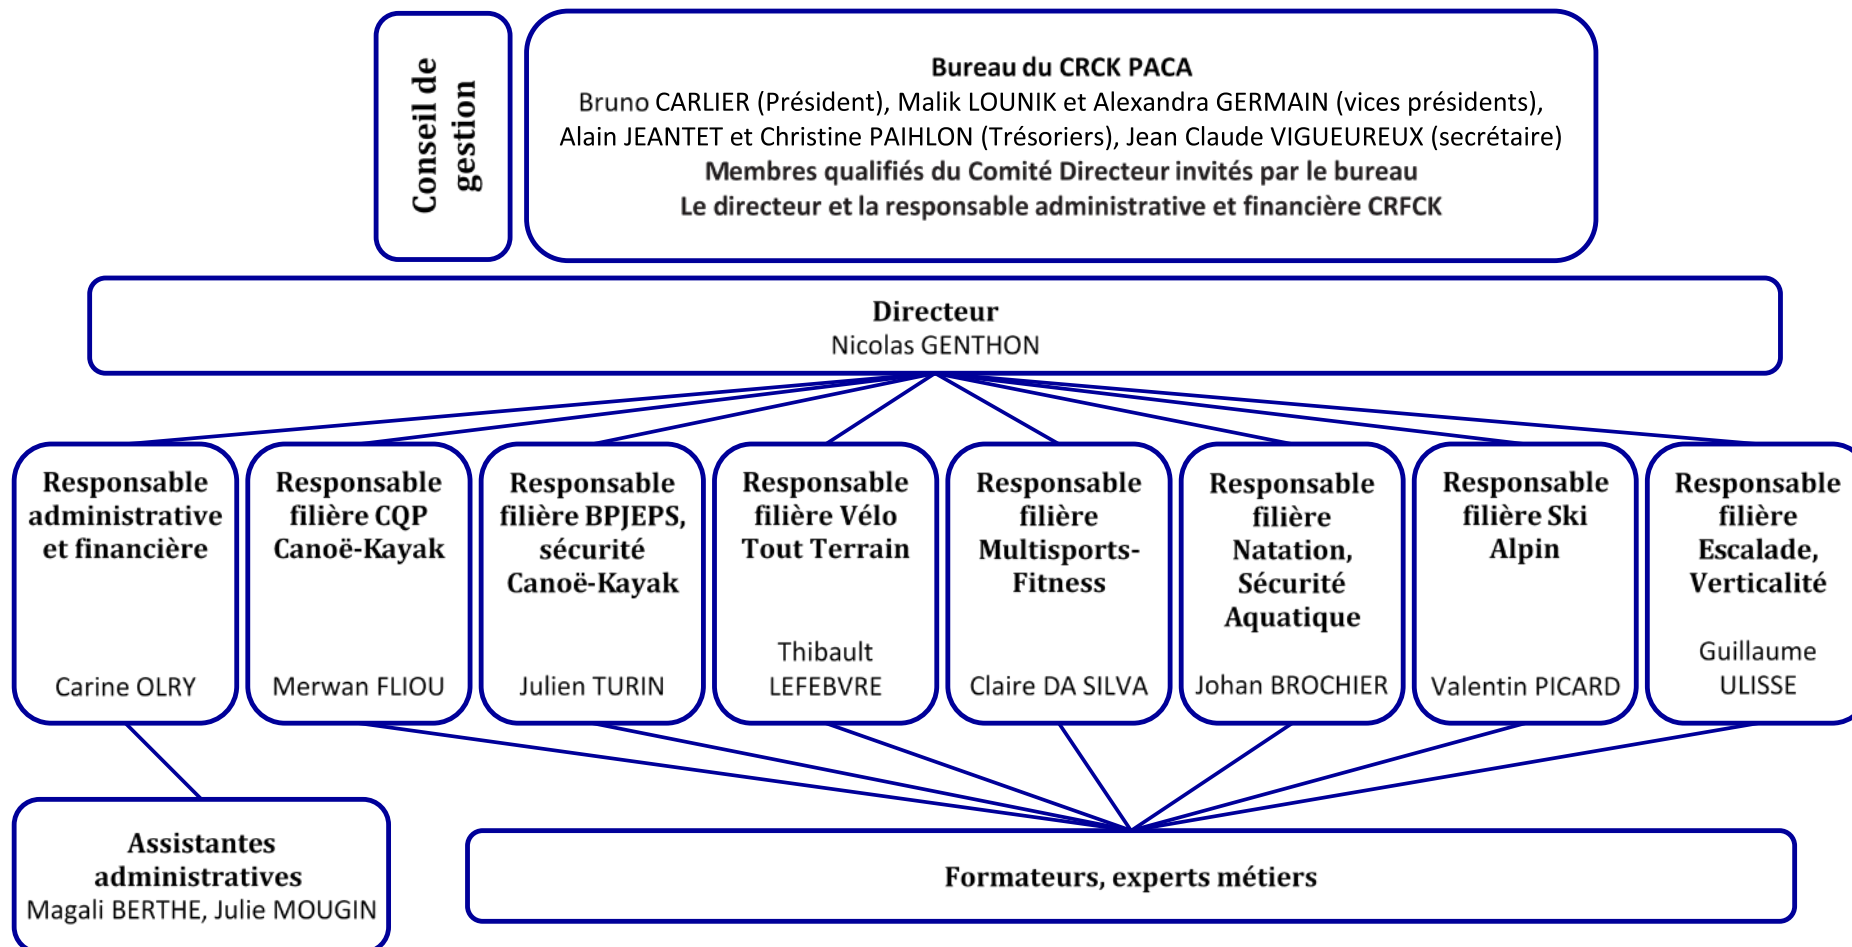 Conseil de
gestion
Bureau du CRCK PACA
Bruno CARLIER (Président), Malik LOUNIK et Alexandra GERMAIN (vices présidents),
Alain JEANTET et Christine PAIHLON (Trésoriers), Jean Claude VIGUEUREUX (secrétaire)
Membres qualifiés du Comité Directeur invités par le bureau
Le directeur et la responsable administrative et financière CRFCK
Directeur
Nicolas GENTHON
Responsable
administrative
et financière
Carine OLRY
Responsable
filière CQP
Canoë-Kayak
Merwan FLIOU
Responsable
filière BPJEPS,
sécurité
Canoë-Kayak
Julien TURIN
Responsable
filière Vélo
Tout Terrain
Thibault
LEFEBVRE
Responsable
filière
Multisports-
Fitness
Claire DA SILVA
Responsable
filière
Natation,
Sécurité
Aquatique
Johan BROCHIER
Responsable
filière Ski
Alpin
Valentin PICARD
Responsable
filière
Escalade,
Verticalité
Guillaume
ULISSE
Assistantes
administratives
Magali BERTHE, Julie MOUGIN
Formateurs, experts métiers